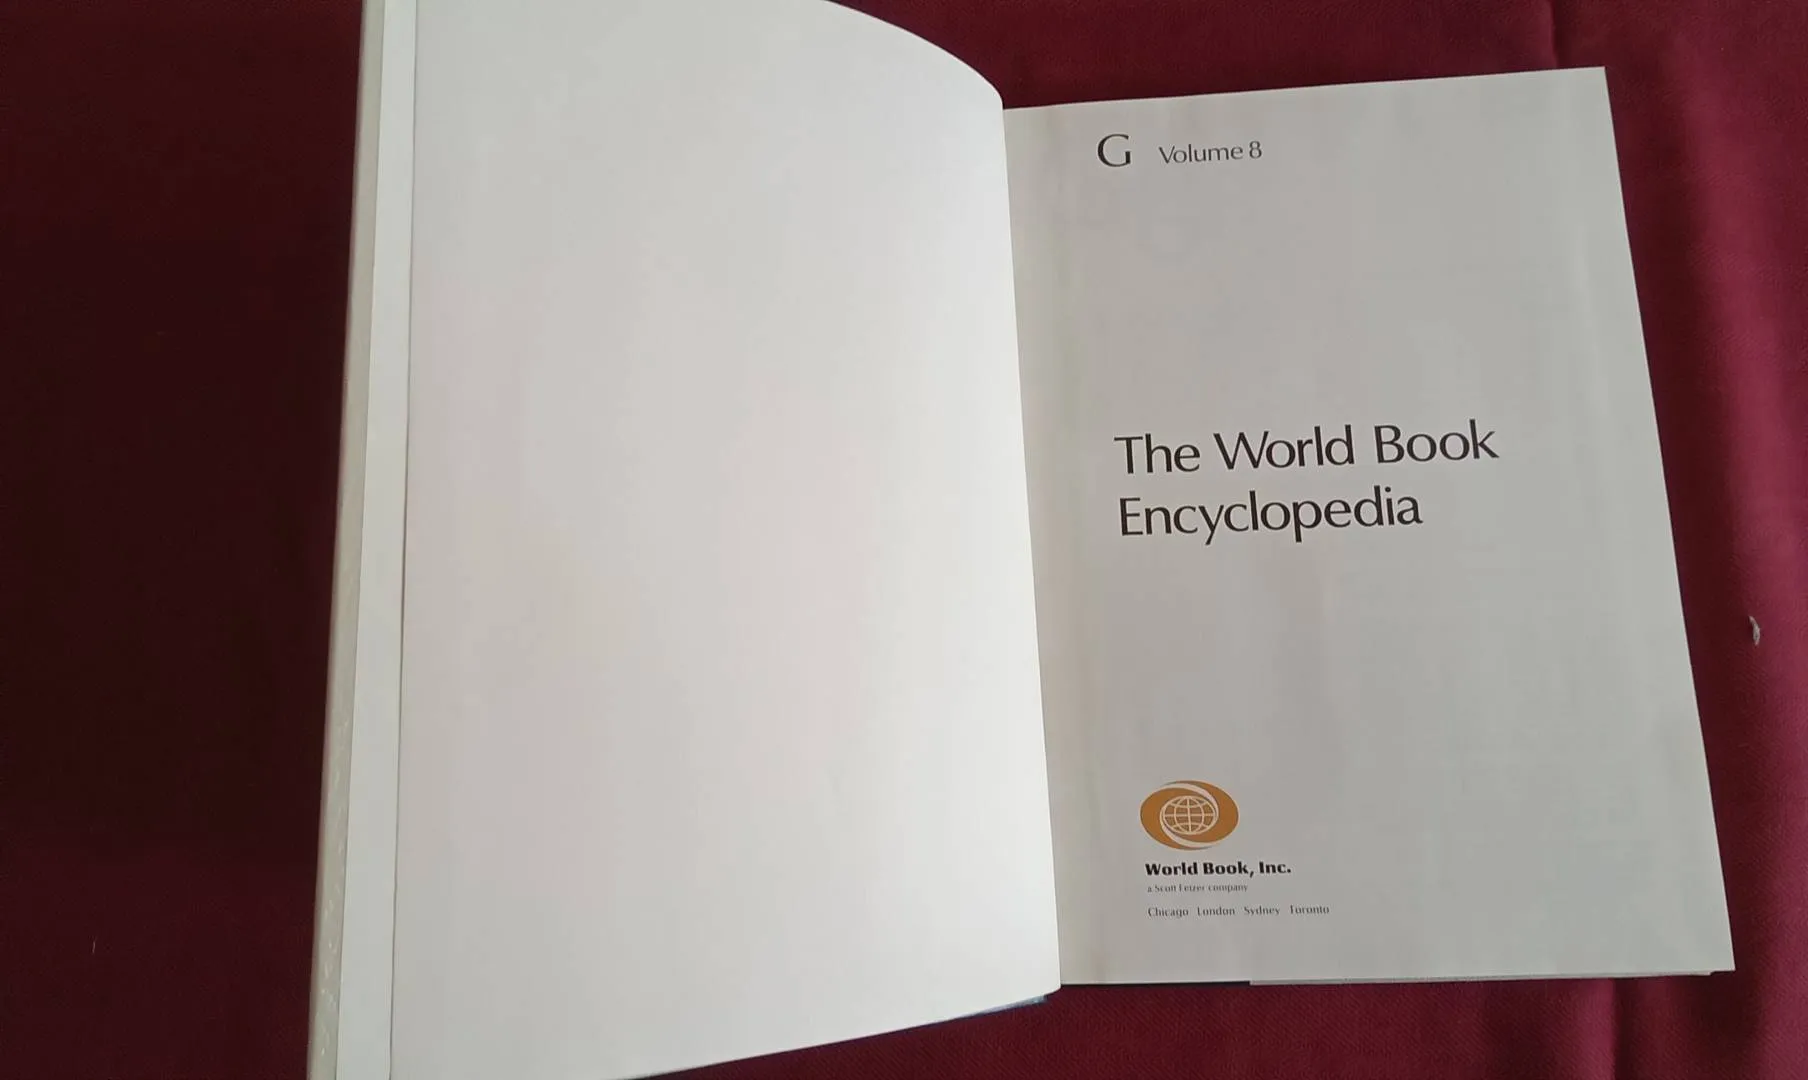 G Volume 8
The World Book
Encyclopedia
World Book, Inc.
a Scott Fetzer company
Chicago London Sydney Toronto